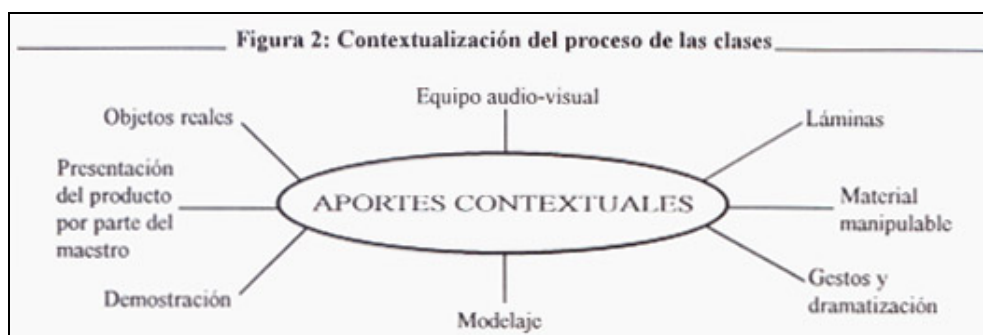 Figura 2: Contextualización del proceso de las clases
Equipo audio-visual
Objetos reales
Láminas
Presentación
del producto
por parte del
maestro
APORTES CONTEXTUALES
Material
manipulable
Demostración
Gestos y
dramatización
Modelaje